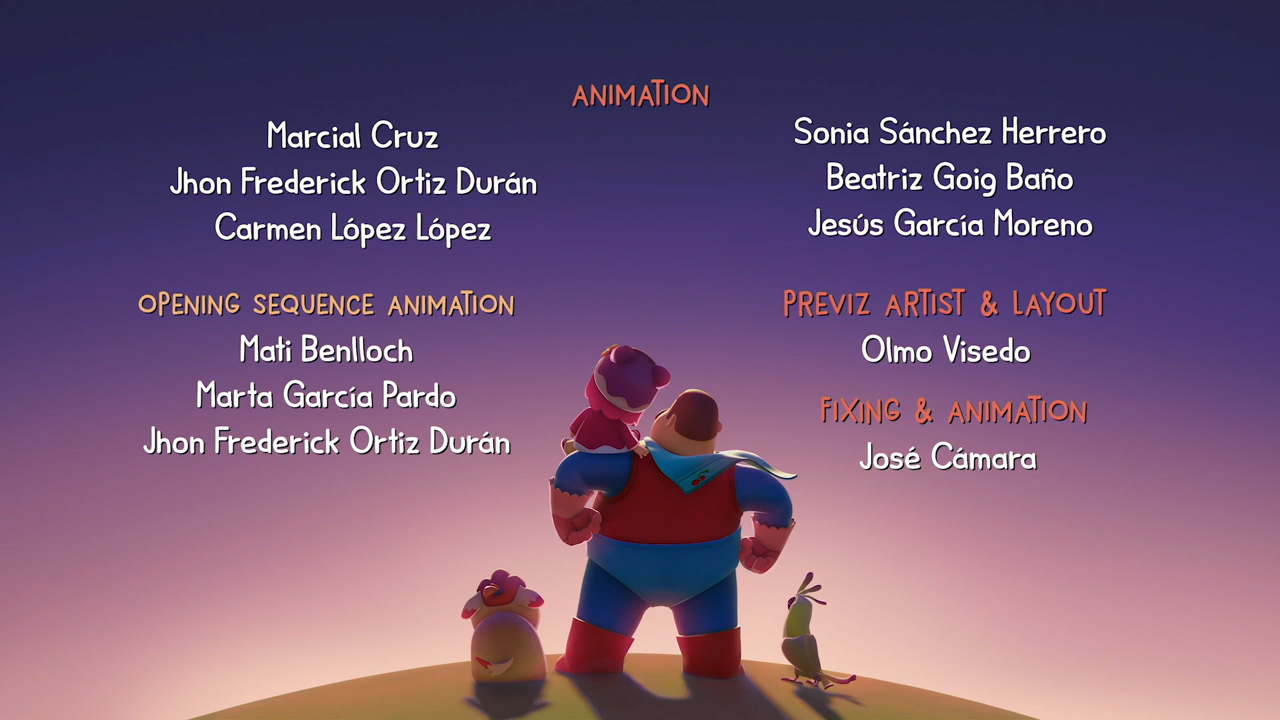 ANIMATION
Marcial Cruz
Jhon Frederick Ortiz Durán
Carmen López López
Sonia Sánchez Herrero
Beatriz Goig Baño
Jesús García Moreno
OPENING SEQUENCE ANIMATION
Mati Benlloch
Marta García Pardo
Jhon Frederick Ortiz Durán
PREVIZ ARTIST & LAYOUT
Olmo Visedo
FIXING & ANIMATION
José Cámara